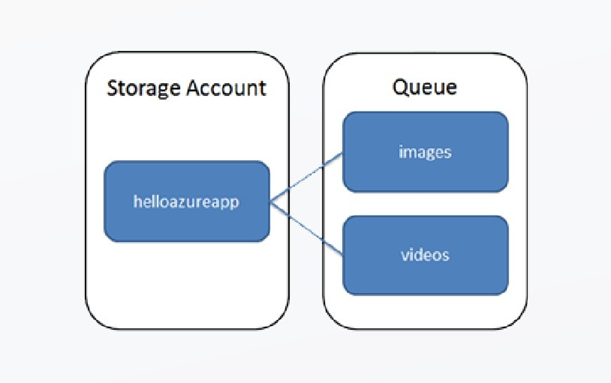 Storage Account
helloazureapp
Queue
images
videos